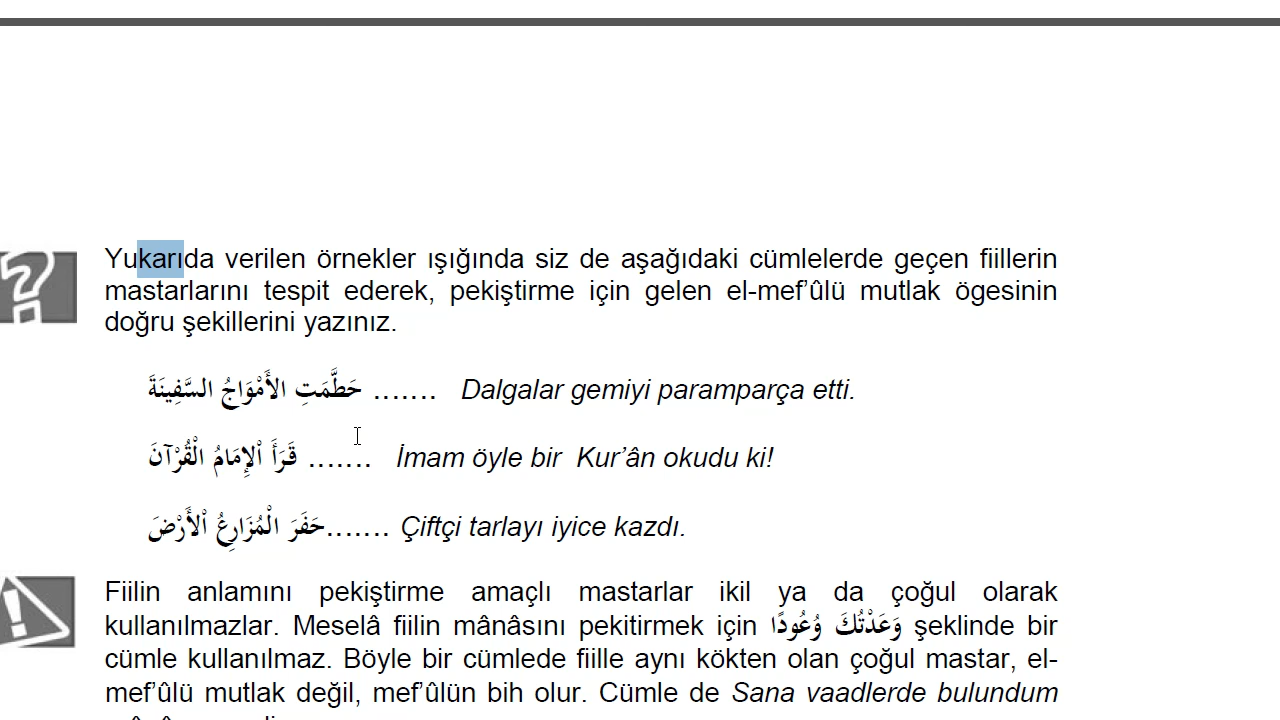 Yukarıda verilen örnekler ışığında siz de aşağıdaki cümlelerde geçen fiillerin
mastarlarını tespit ederek, pekiştirme için gelen el-mef’ûlü mutlak ögesinin
doğru şekillerini yazınız.
حَطَّمَتِ الأَمْوَاجُ السَّفِينَةَ ....... Dalgalar gemiyi paramparça etti.
قَرَأَ اْلإِمَامُ الْقُرْآنَ ....... İmam öyle bir Kur’ân okudu ki!
حَفَرَ الْمُزَارِعُ اْلأَرْضَ ....... Çiftçi tarlayı iyice kazdı.
Fiilin anlamını pekiştirme amaçlı mastarlar ikil ya da çoğul olarak
kullanılmazlar. Meselâ fiilin mânâsını pekitirmek için وَعَدْتُكَ وُعُودًا şeklinde bir
cümle kullanılmaz. Böyle bir cümlede fiille aynı kökten olan çoğul mastar, el-
mef’ûlü mutlak değil, mef’ûlün bih olur. Cümle de Sana vaadlerde bulundum